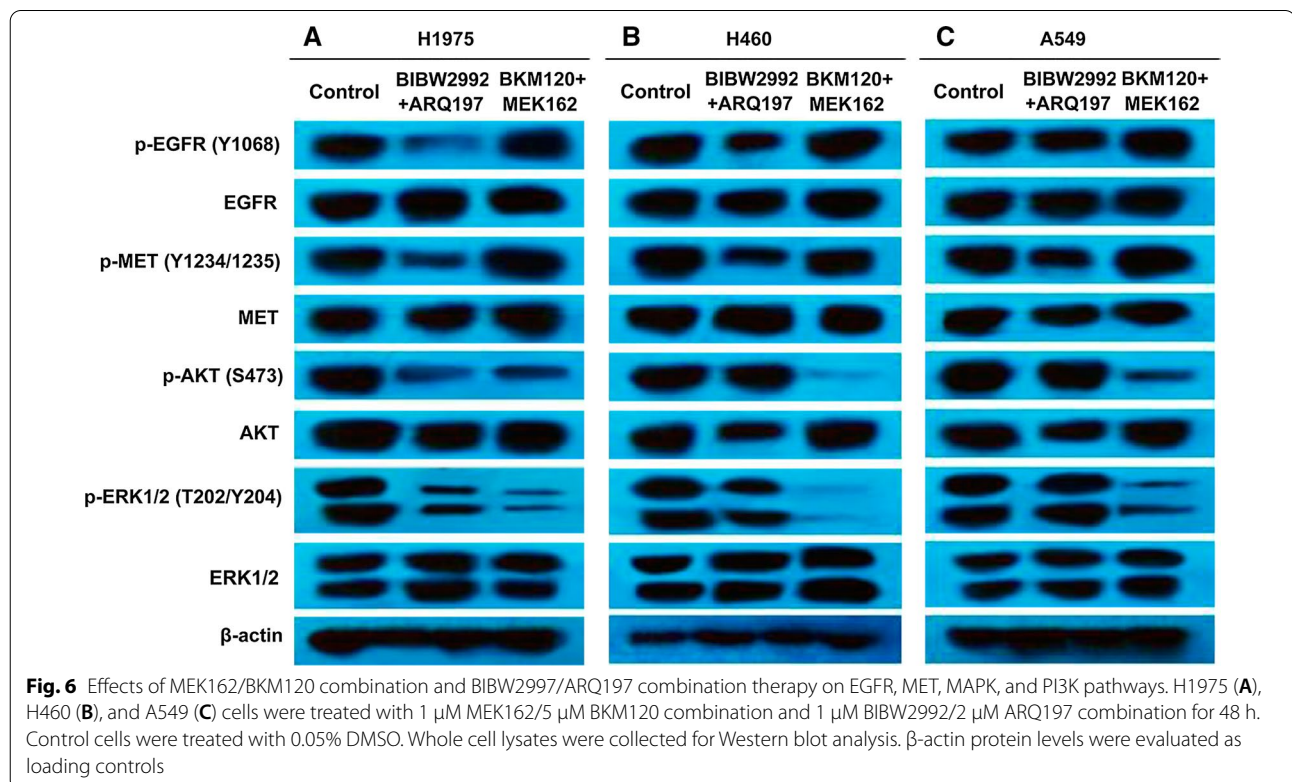 A B C
H1975 H460 A549
Control BIBW2992 +ARQ197 BKM120+ MEK162 Control BIBW2992 +ARQ197 BKM120+ MEK162 Control BIBW2992 +ARQ197 BKM120+ MEK162
p-EGFR (Y1068)
EGFR
p-MET (Y1234/1235)
MET
p-AKT (S473)
AKT
p-ERK1/2 (T202/Y204)
ERK1/2
β-actin
Fig. 6 Effects of MEK162/BKM120 combination and BIBW2997/ARQ197 combination therapy on EGFR, MET, MAPK, and PI3K pathways. H1975 (A),
H460 (B), and A549 (C) cells were treated with 1 μM MEK162/5 μM BKM120 combination and 1 μM BIBW2992/2 μM ARQ197 combination for 48 h.
Control cells were treated with 0.05% DMSO. Whole cell lysates were collected for Western blot analysis. β-actin protein levels were evaluated as
loading controls